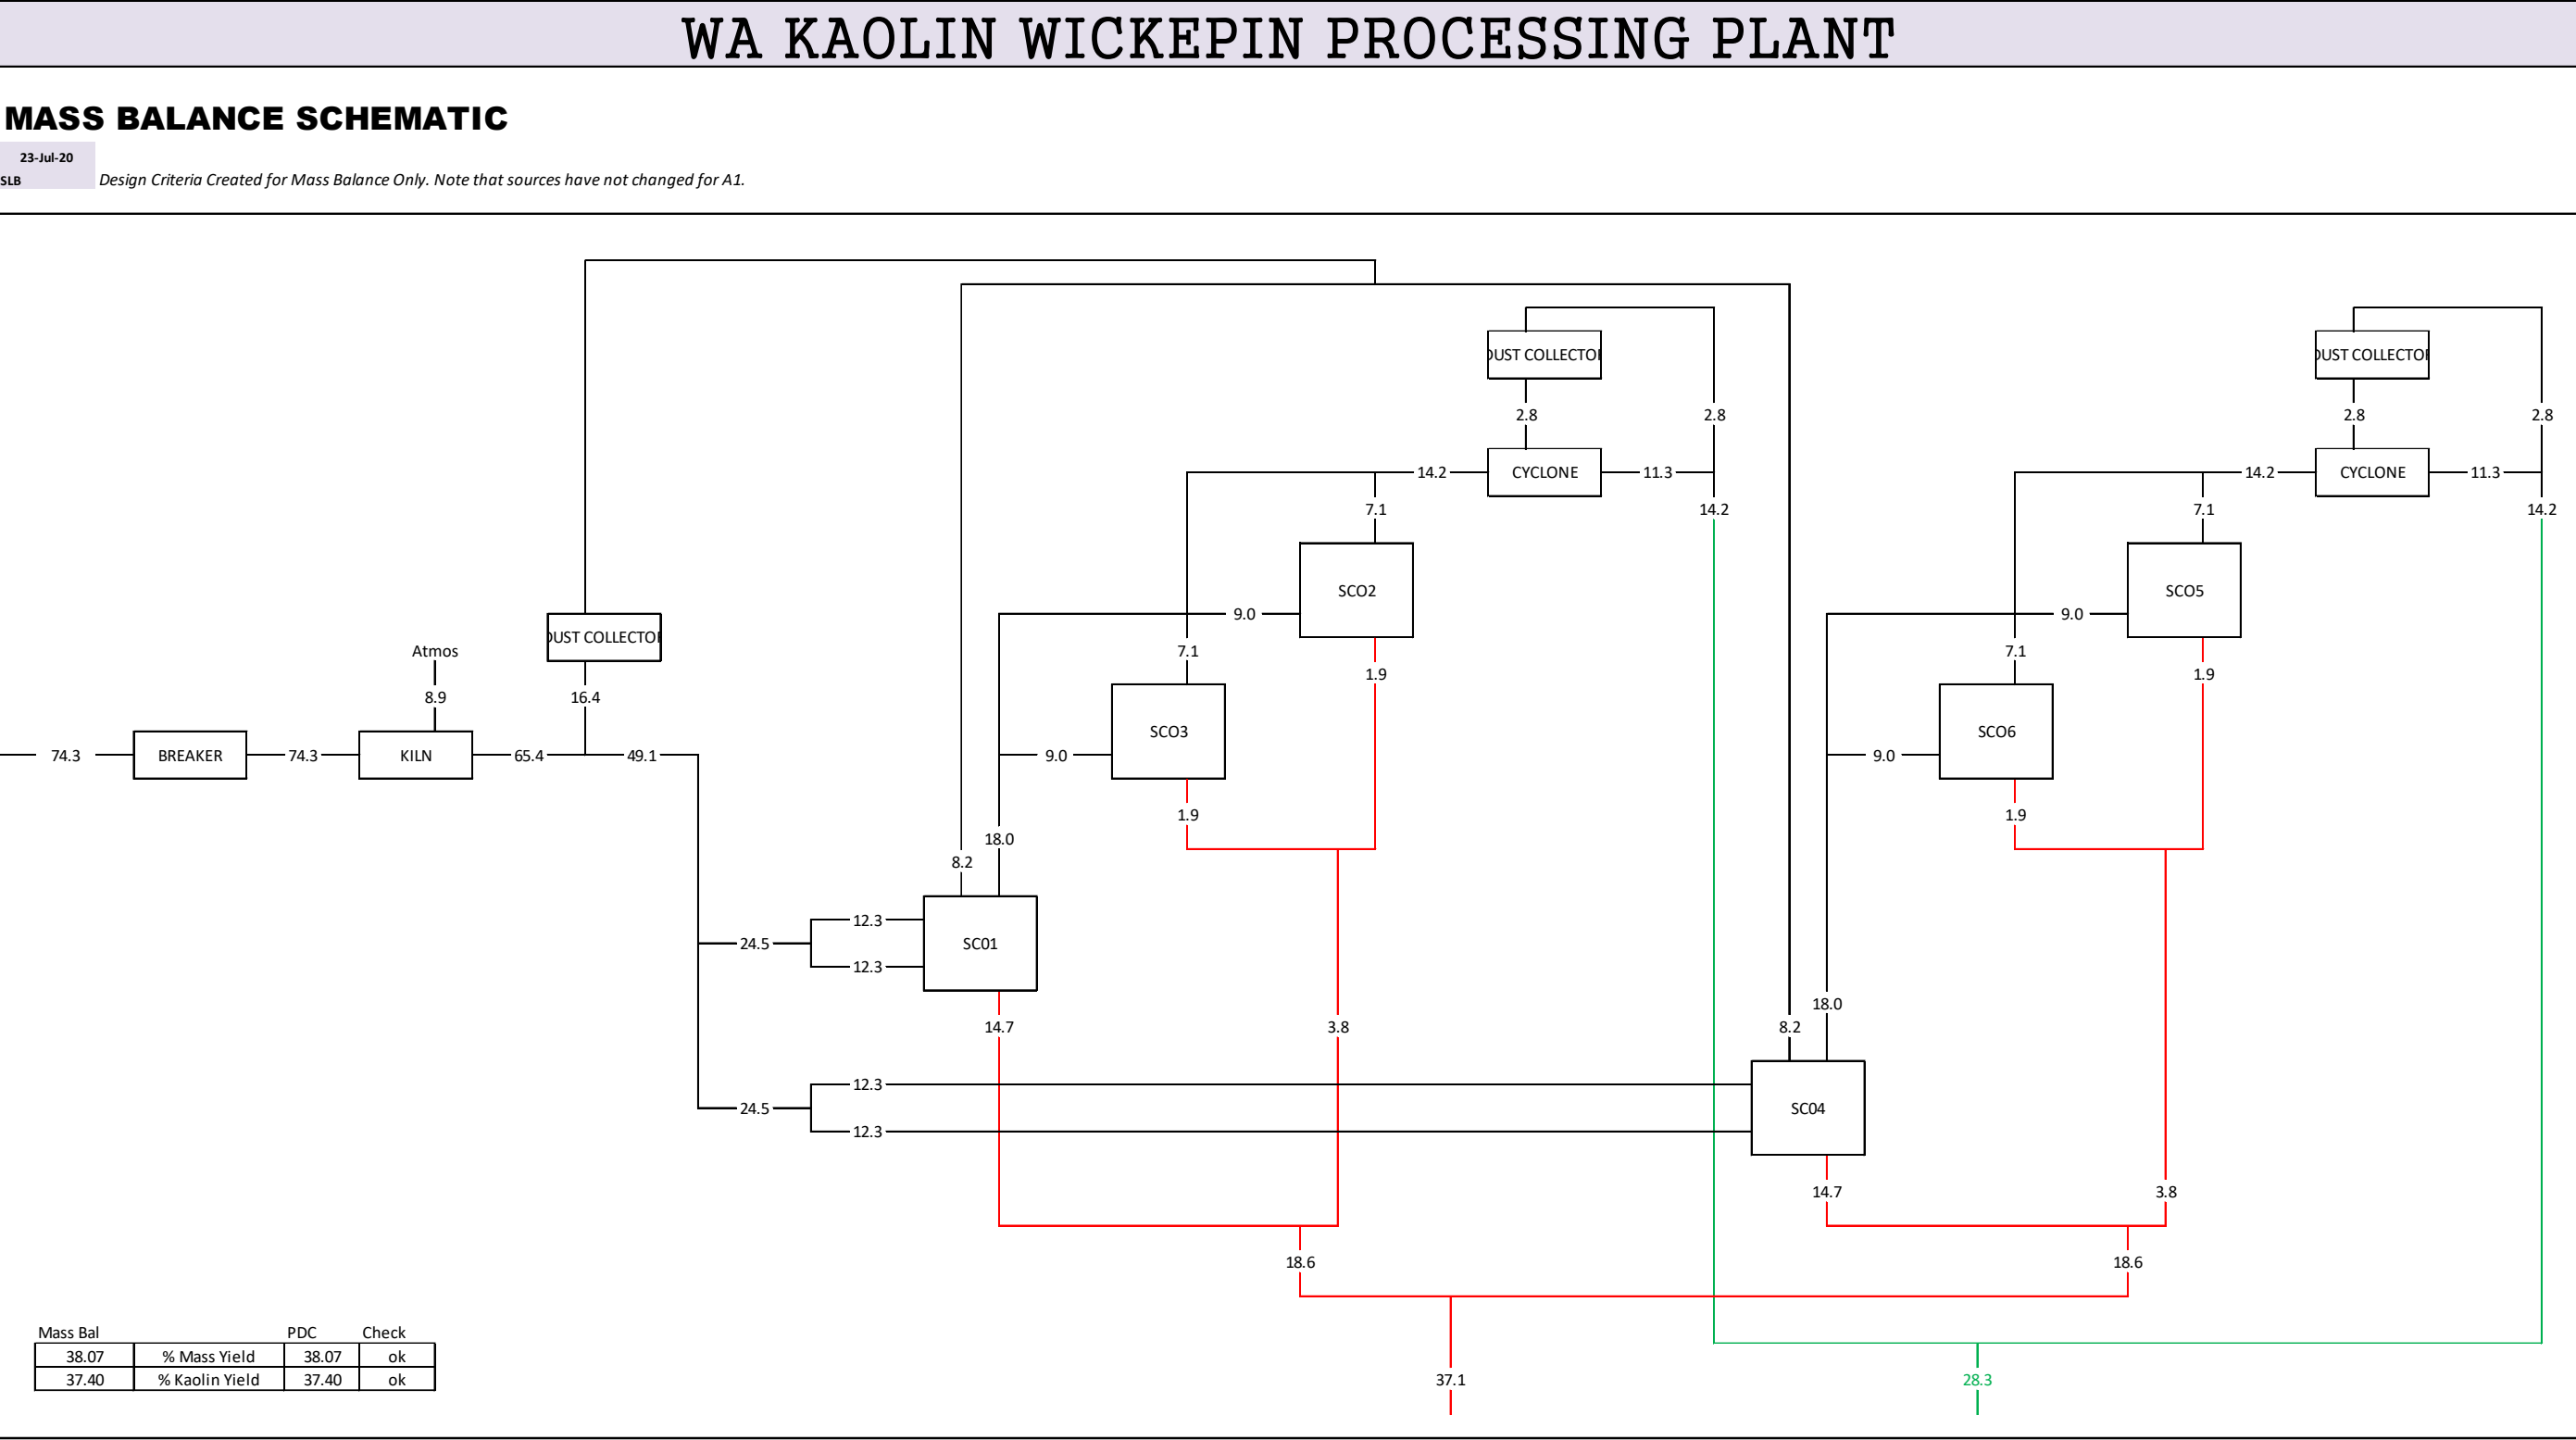 WA KAOLIN WICKEPIN PROCESSING PLANT
MASS BALANCE SCHEMATIC
23-Jul-20
SLB Design Criteria Created for Mass Balance Only. Note that sources have not changed for A1.
DUST COLLECTOR DUST COLLECTOR
2.8 2.8 2.8 2.8
14.2 CYCLONE 11.3 14.2 CYCLONE 11.3
7.1 14.2 7.1 14.2
SCO2 SCO5
9.0 9.0
DUST COLLECTOR
Atmos 7.1 7.1
1.9 1.9
8.9 16.4
SCO3 SCO6
74.3 BREAKER 74.3 KILN 65.4 49.1 9.0 9.0
1.9 1.9
18.0
8.2
12.3
24.5 SC01
12.3
18.0
14.7 3.8 8.2
12.3
24.5 SC04
12.3
14.7 3.8
18.6 18.6
Mass Bal PDC Check
38.07 % Mass Yield 38.07 ok
37.40 % Kaolin Yield 37.40 ok
37.1 28.3